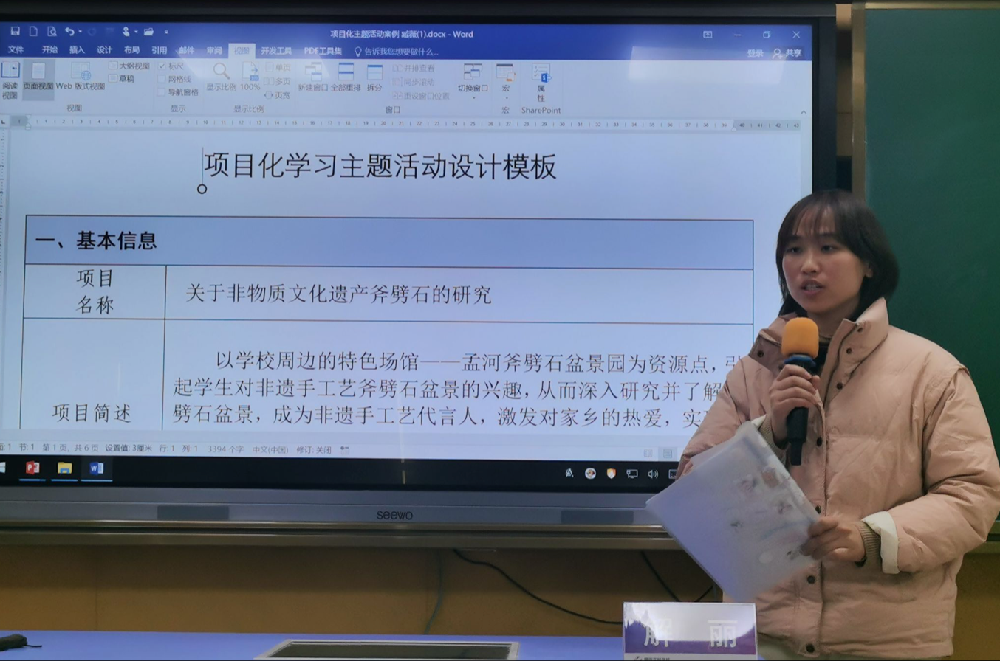 项目化主题活动案例 臧薇(1).docx - Word
文件 开始 插入 设计 布局 引用 邮件 审阅 视图 开发工具 PDF工具集 告诉我您想要做什么... 登录 共享
阅读视图 页面视图 Web 版式视图 大纲视图 草稿
标尺 网格线 导航窗格
显示比例 100% 单页 多页 页宽
新建窗口 全部重排 拆分 并排查看 同步滚动 重设窗口位置 切换窗口
宏 属性
视图 显示 显示比例 窗口 宏 SharePoint
项目化学习主题活动设计模板
一、基本信息
项目
名称
关于非物质文化遗产斧劈石的研究
项目简述
以学校周边的特色场馆——孟河斧劈石盆景园为资源点，引
起学生对非遗手工艺斧劈石盆景的兴趣，从而深入研究并了解
劈石盆景，成为非遗手工艺代言人，激发对家乡的热爱，实
节: 1 第 1 页, 共 6 页 设置值: 3厘米 行: 1 列: 1 3394 个字 中文(中国) 修订: 关闭
seewo
解 丽